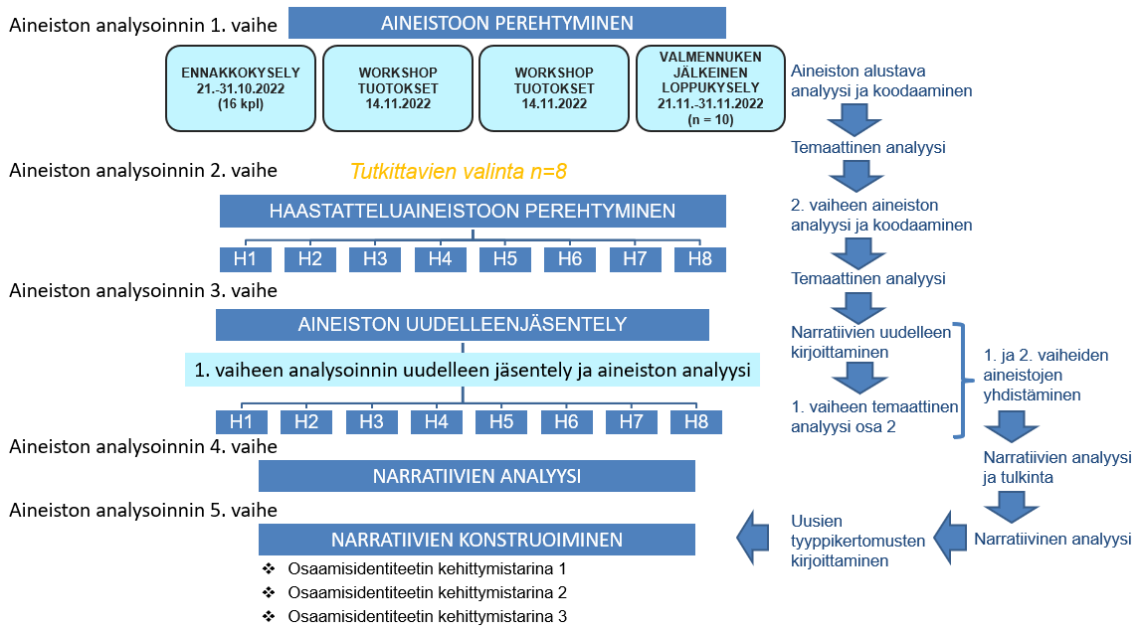 Aineiston analysoinnin 1. vaihe
AINEISTOON PEREHTYMINEN
ENNAKKOKYSELY
21.-31.10.2022
(16 kpl)
WORKSHOP
TUOTOKSET
14.11.2022
WORKSHOP
TUOTOKSET
14.11.2022
VALMENNUKEN
JÄLKEINEN
LOPPUKYSELY
21.11.-31.11.2022
(n = 10)
Aineiston alustava
analyysi ja koodaaminen
Temaattinen analyysi
Aineiston analysoinnin 2. vaihe
Tutkittavien valinta n=8
HAASTATTELUAINEISTOON PEREHTYMINEN
H1 H2 H3 H4 H5 H6 H7 H8
2. vaiheen aineiston
analyysi ja koodaaminen
Temaattinen analyysi
Aineiston analysoinnin 3. vaihe
AINEISTON UUDELLEENJÄSENTELY
1. vaiheen analysoinnin uudelleen jäsentely ja aineiston analyysi
H1 H2 H3 H4 H5 H6 H7 H8
Narratiivien uudelleen
kirjoittaminen
1. vaiheen temaattinen
analyysi osa 2
1. ja 2. vaiheiden
aineistojen
yhdistäminen
Aineiston analysoinnin 4. vaihe
NARRATIIVIEN ANALYYSI
Narratiivien analyysi
ja tulkinta
Aineiston analysoinnin 5. vaihe
NARRATIIVIEN KONSTRUOIMINEN
Uusien
tyyppikertomusten
kirjoittaminen
Narratiivinen analyysi
❖ Osaamisidentiteetin kehittymistarina 1
❖ Osaamisidentiteetin kehittymistarina 2
❖ Osaamisidentiteetin kehittymistarina 3